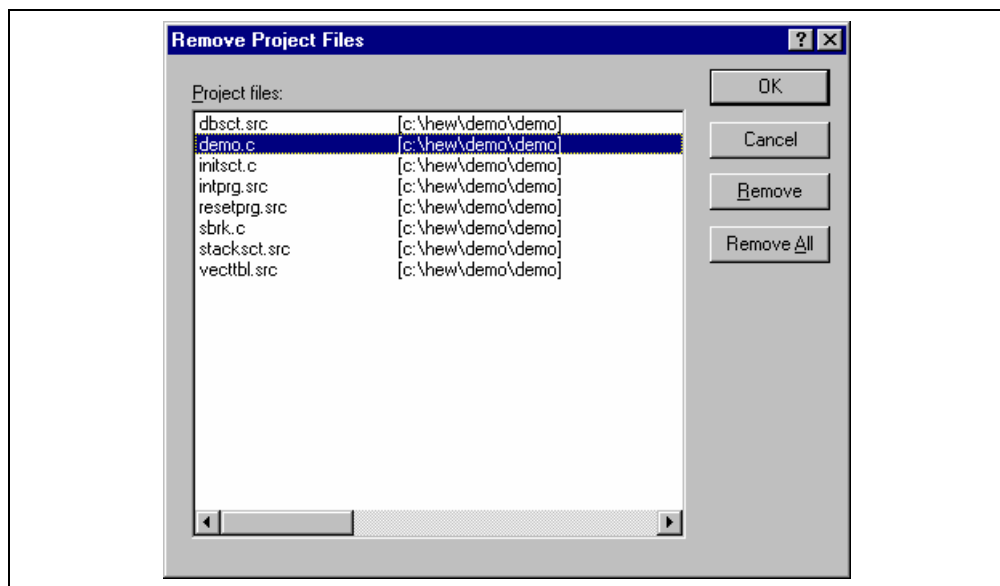 Remove Project Files
Project files:
dbsct.src [c:\hew\demo\demo]
demo.c [c:\hew\demo\demo]
initsct.c [c:\hew\demo\demo]
intprg.src [c:\hew\demo\demo]
resetprg.src [c:\hew\demo\demo]
sbrk.c [c:\hew\demo\demo]
stacksct.src [c:\hew\demo\demo]
vecttbl.src [c:\hew\demo\demo]
OK
Cancel
Remove
Remove All